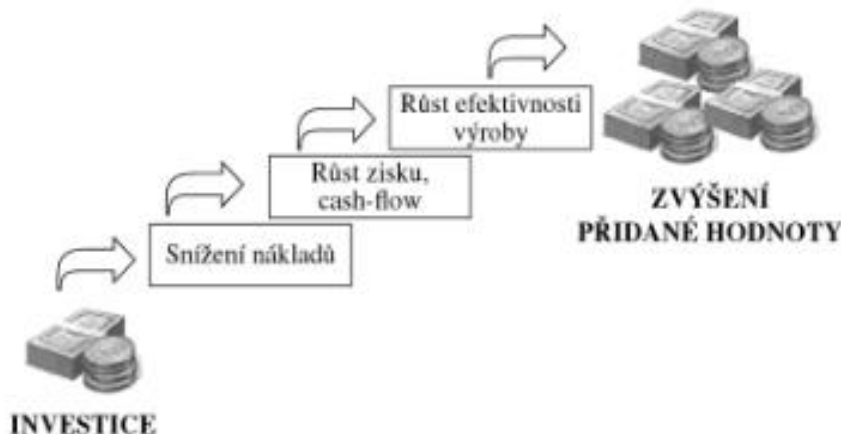 Růst efektivnosti
výroby
Růst zisku,
cash-flow
ZVÝŠENÍ
PŘIDANÉ HODNOTY
Snížení nákladů
INVESTICE